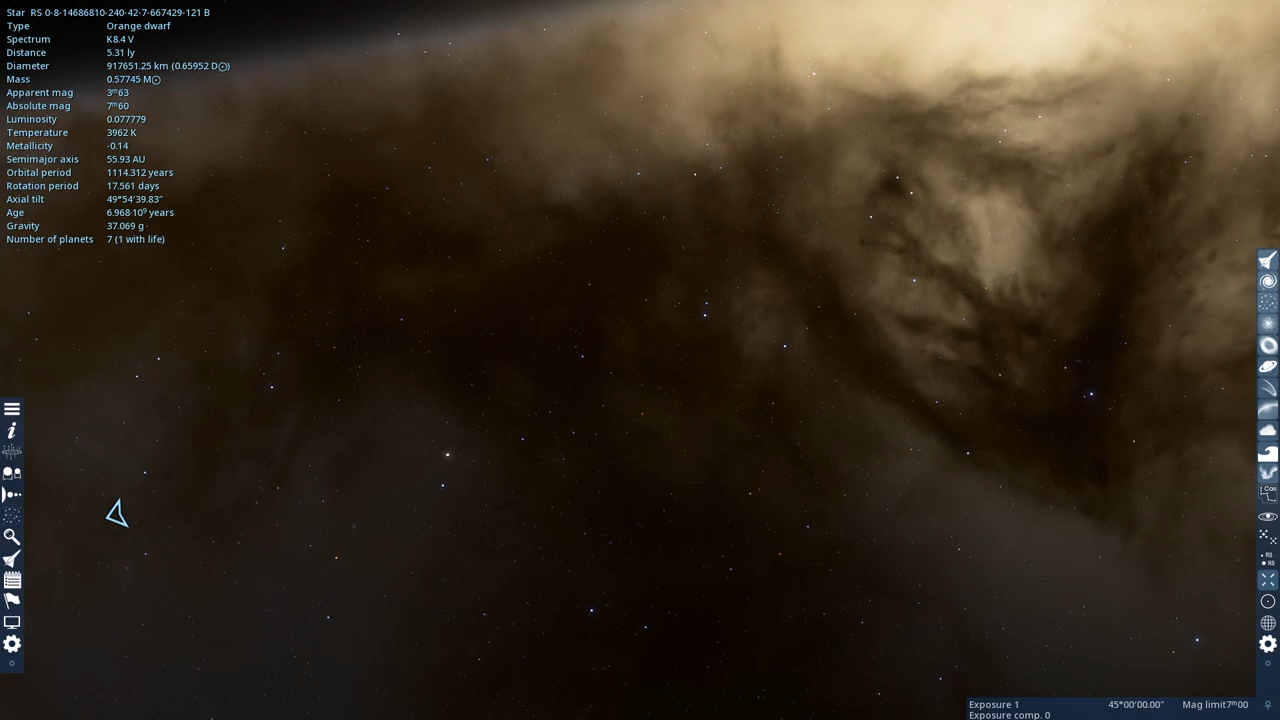 Star RS 0-8-14686810-240-42-7-667429-121 B
Type Orange dwarf
Spectrum K8.4 V
Distance 5.31 ly
Diameter 917651.25 km (0.65952 D☉)
Mass 0.57745 M☉
Apparent mag 3ᵐ63
Absolute mag 7ᵐ60
Luminosity 0.077779
Temperature 3962 K
Metallicity -0.14
Semimajor axis 55.93 AU
Orbital period 1114.312 years
Rotation period 17.561 days
Axial tilt 49°54′39.83″
Age 6.968·10⁹ years
Gravity 37.069 g
Number of planets 7 (1 with life)
Cas
RS
RS
Exposure 1 45°00′00.00″ Mag limit 7ᵐ00
Exposure comp. 0